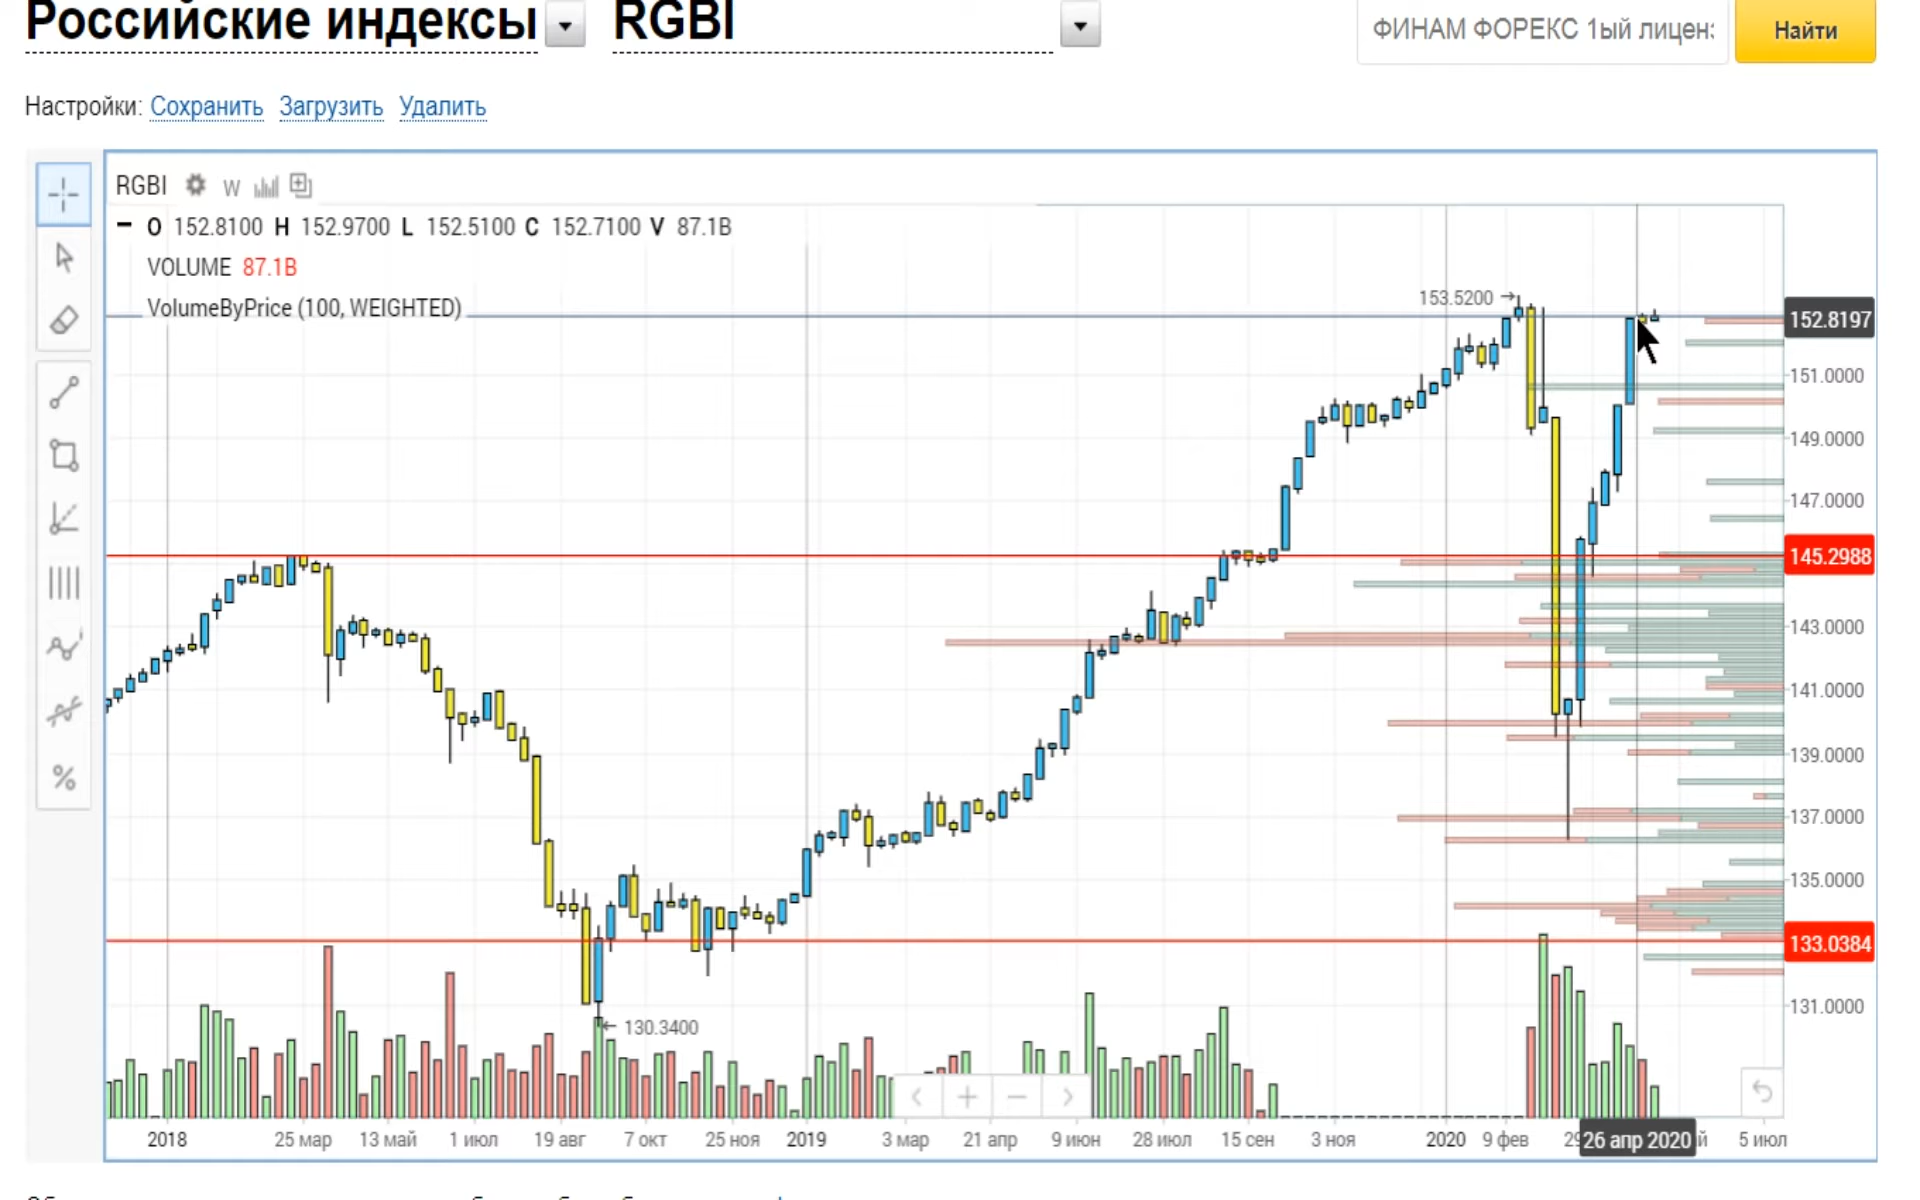 Российские индексы RGBI
ФИНАМ ФОРЕКС 1ый лиценз Найти
Настройки: Сохранить Загрузить Удалить
RGBI W
O 152.8100 H 152.9700 L 152.5100 C 152.7100 V 87.1B
VOLUME 87.1B
VolumeByPrice (100, WEIGHTED)
153.5200
152.8197
151.0000
149.0000
147.0000
145.2988
143.0000
141.0000
139.0000
137.0000
135.0000
133.0384
131.0000
130.3400
2018 25 мар 13 май 1 июл 19 авг 7 окт 25 ноя 2019 3 мар 21 апр 9 июн 28 июл 15 сен 3 ноя 2020 9 фев 29 26 апр 2020 й 5 июл